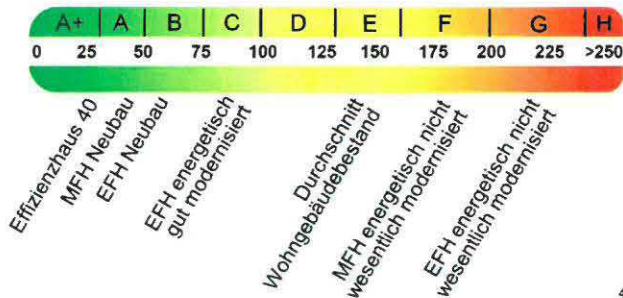 A+ A B C D E F G H
0 25 50 75 100 125 150 175 200 225 >250
Effizienzhaus 40
MFH Neubau
EFH Neubau
EFH energetisch
gut modernisiert
Durchschnitt
Wohngebäudebestand
MFH energetisch nicht
wesentlich modernisiert
EFH energetisch nicht
wesentlich modernisiert